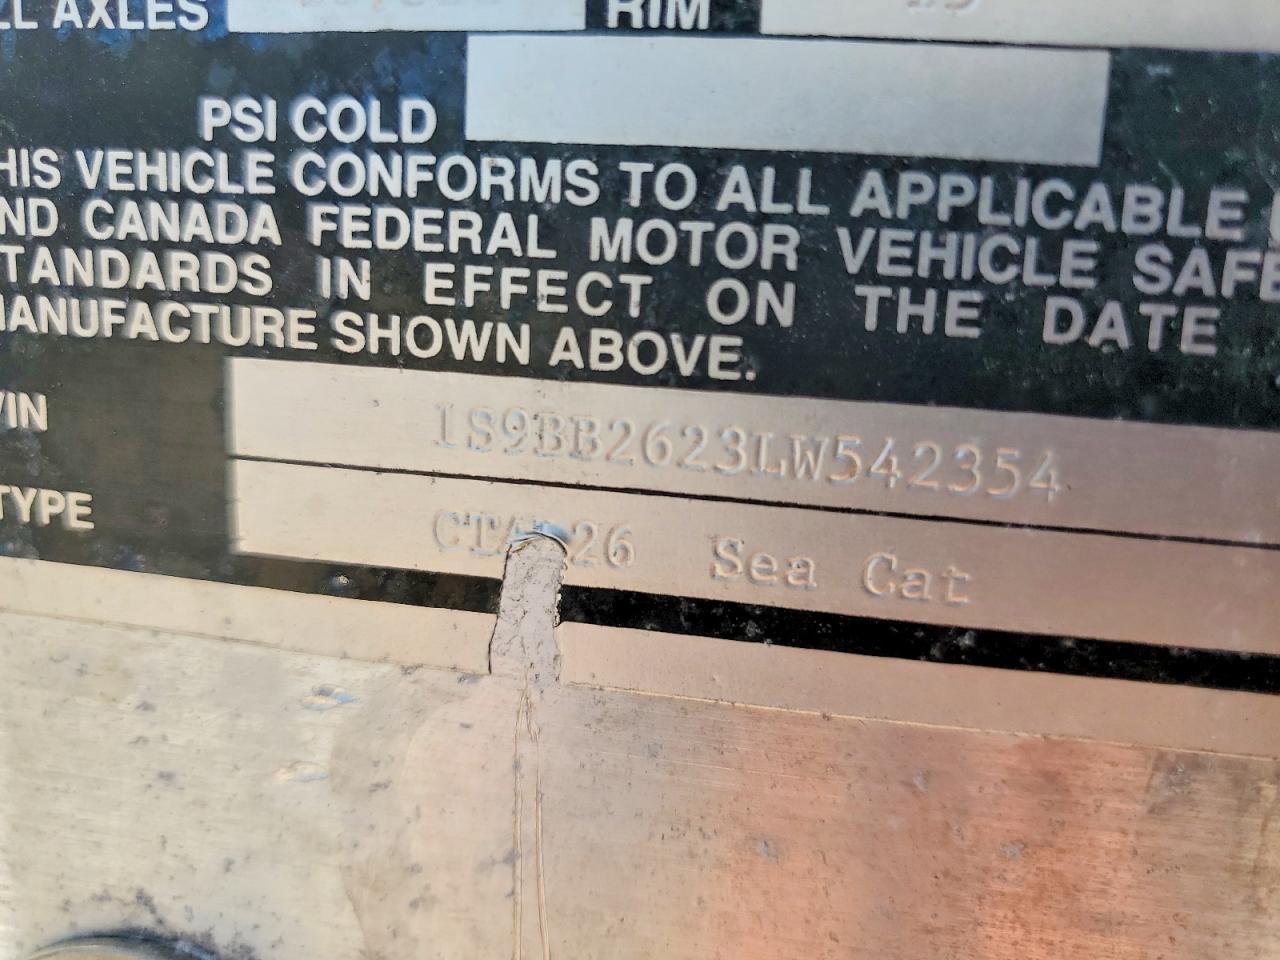 LL AXLES RIM
PSI COLD
HIS VEHICLE CONFORMS TO ALL APPLICABLE
ND CANADA FEDERAL MOTOR VEHICLE SAFE
TANDARDS IN EFFECT ON THE DATE
MANUFACTURE SHOWN ABOVE.
VIN 1S9BB2623LW542354
TYPE CTA 26 Sea Cat